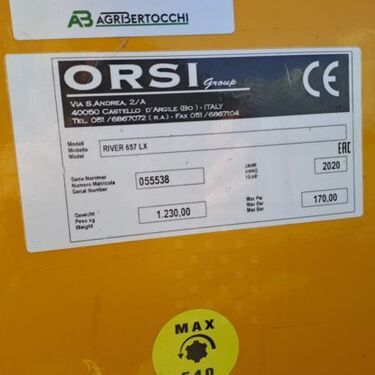 AB AGRIBERTOCCHI
ORSI Group CE
VIA S.ANDREA, 2/A
40050 CASTELLO D'ARGILE (BO) - ITALY
TEL. 051/6867072 (R.A.) - FAX 051/6867104
Modell
Modello
Model
RIVER 657 LX
EAC
Serie Nummer
Numero Matricola
Serial Number
055538
JAHR
ANNO
YEAR
2020
Gewicht
Peso kg
Weight
1.230,00
Max Psi
Max Bar
Max Bar
170,00
MAX
540